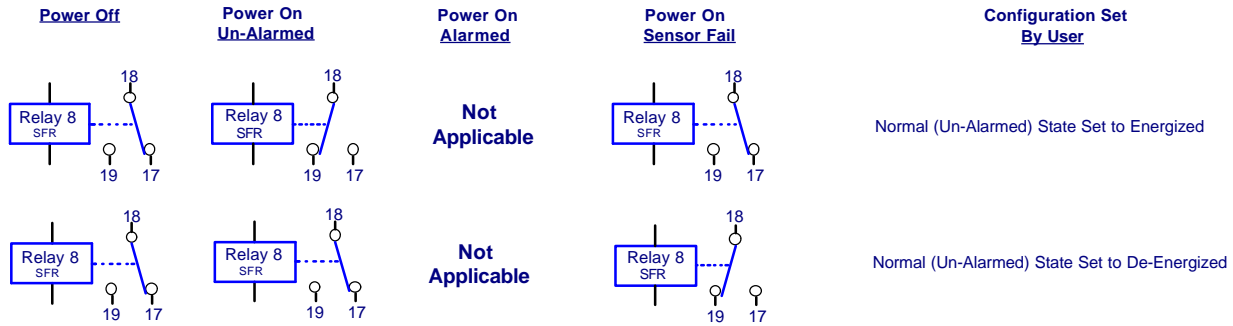 Power Off
Power On
Un-Alarmed
Power On
Alarmed
Power On
Sensor Fail
Configuration Set
By User
18
Relay 8
SFR
19 17
18
Relay 8
SFR
19 17
Not
Applicable
18
Relay 8
SFR
19 17
Normal (Un-Alarmed) State Set to Energized
18
Relay 8
SFR
19 17
18
Relay 8
SFR
19 17
Not
Applicable
18
Relay 8
SFR
19 17
Normal (Un-Alarmed) State Set to De-Energized